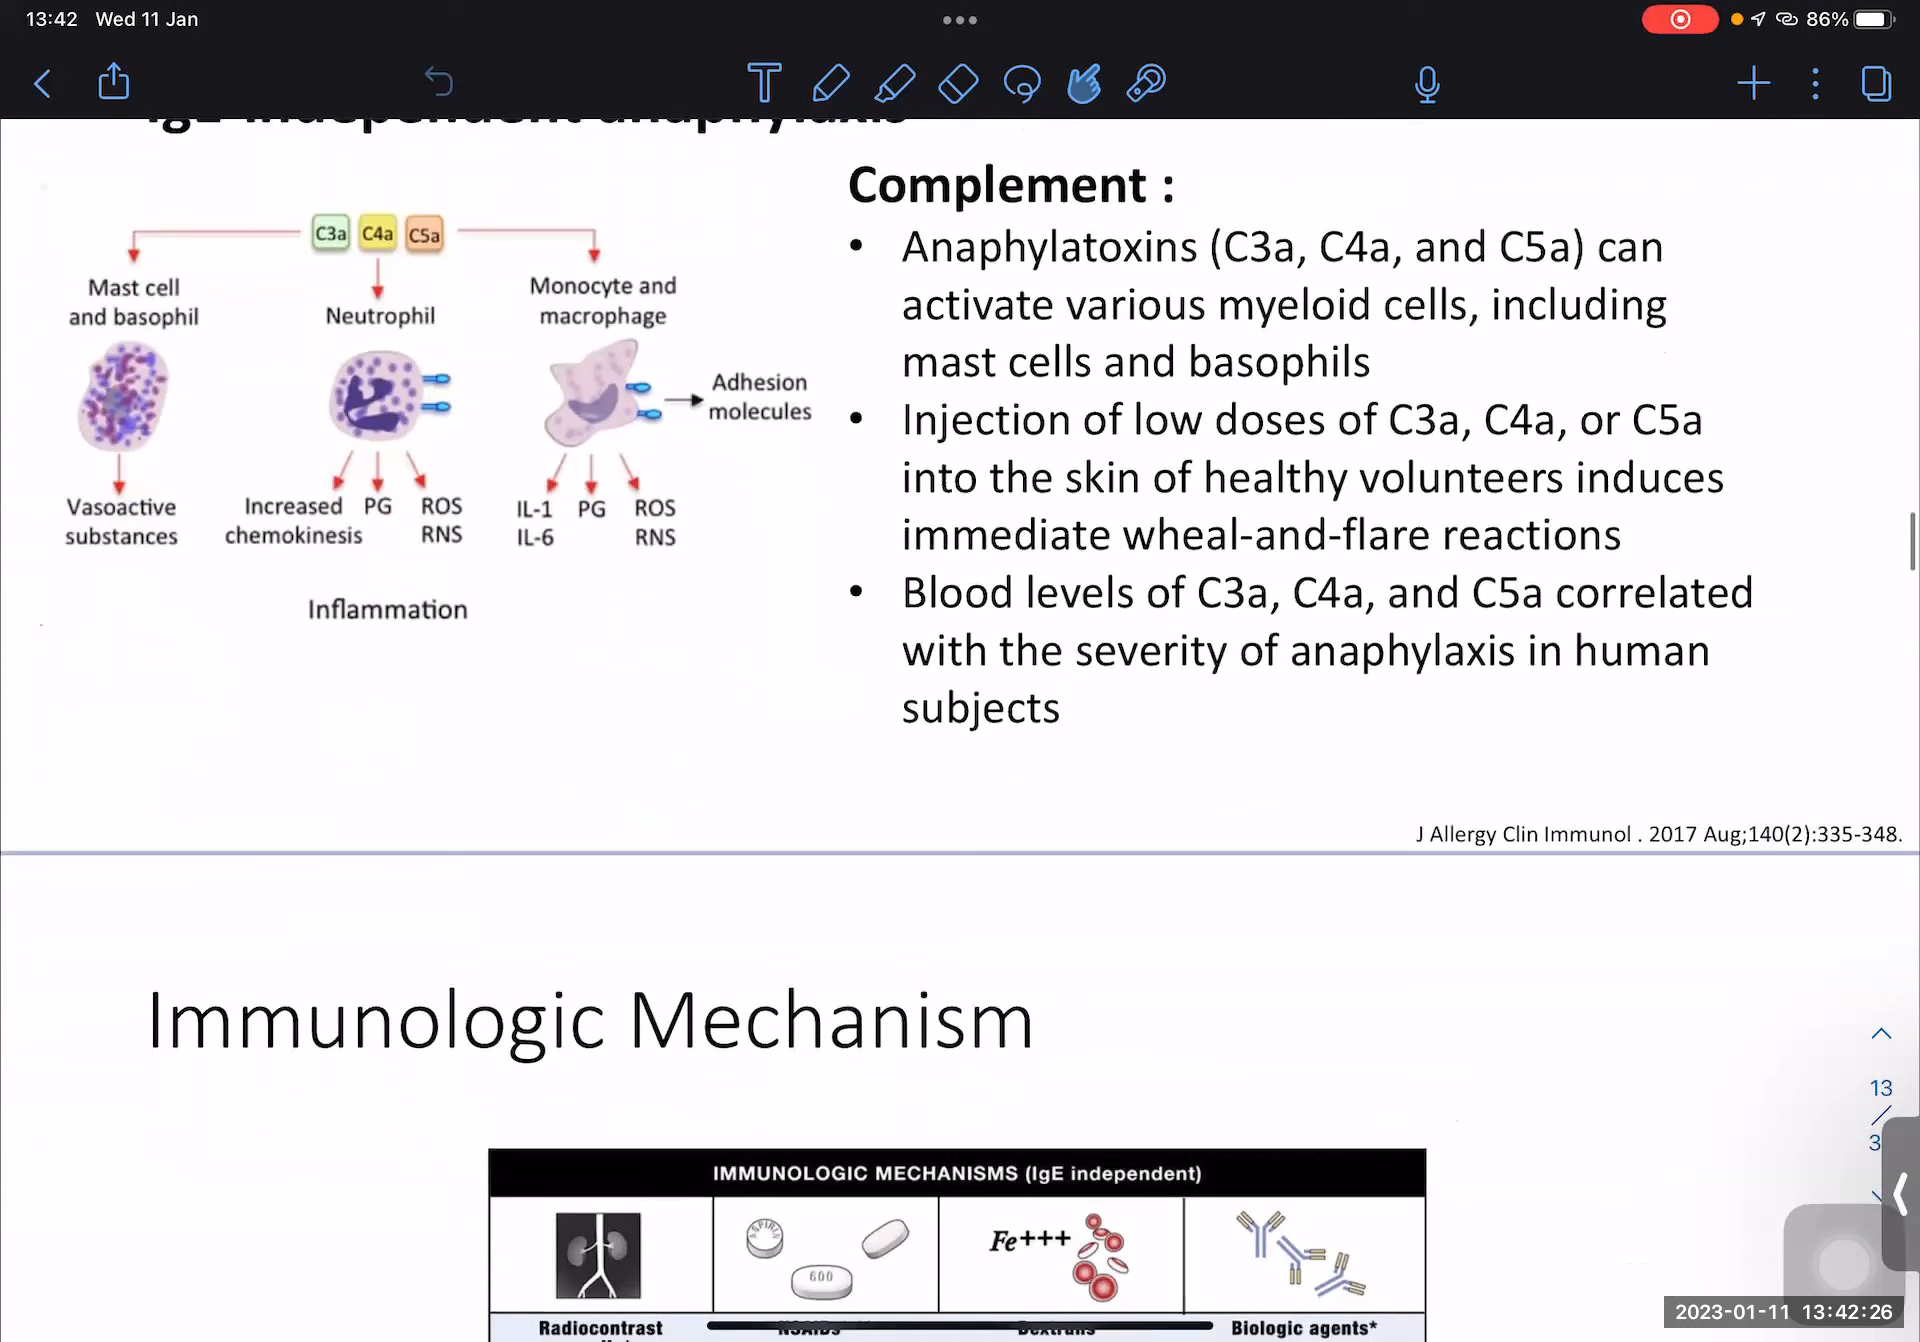 13:42 Wed 11 Jan
86%
IgE-independent anaphylaxis
C3a C4a C5a
Mast cell
and basophil
Neutrophil
Monocyte and
macrophage
Adhesion
molecules
Vasoactive
substances
Increased
chemokinesis
PG
ROS
RNS
IL-1
IL-6
PG
ROS
RNS
Inflammation
Complement :
• Anaphylatoxins (C3a, C4a, and C5a) can
activate various myeloid cells, including
mast cells and basophils
• Injection of low doses of C3a, C4a, or C5a
into the skin of healthy volunteers induces
immediate wheal-and-flare reactions
• Blood levels of C3a, C4a, and C5a correlated
with the severity of anaphylaxis in human
subjects
J Allergy Clin Immunol . 2017 Aug;140(2):335-348.
Immunologic Mechanism
13
/
3
IMMUNOLOGIC MECHANISMS (IgE independent)
ASPIRIN
600
Fe+++
Radiocontrast
NSAIDs
Dextrans
Biologic agents*
2023-01-11 13:42:26